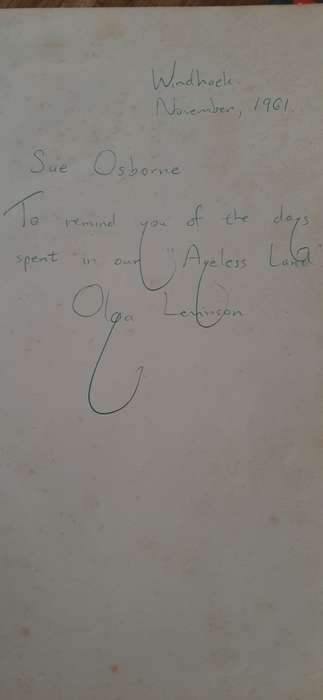 Windhoek.
November, 1961.
Sue Osborne
To remind you of the days
spent in our "Ageless Land"
Olga Levinson